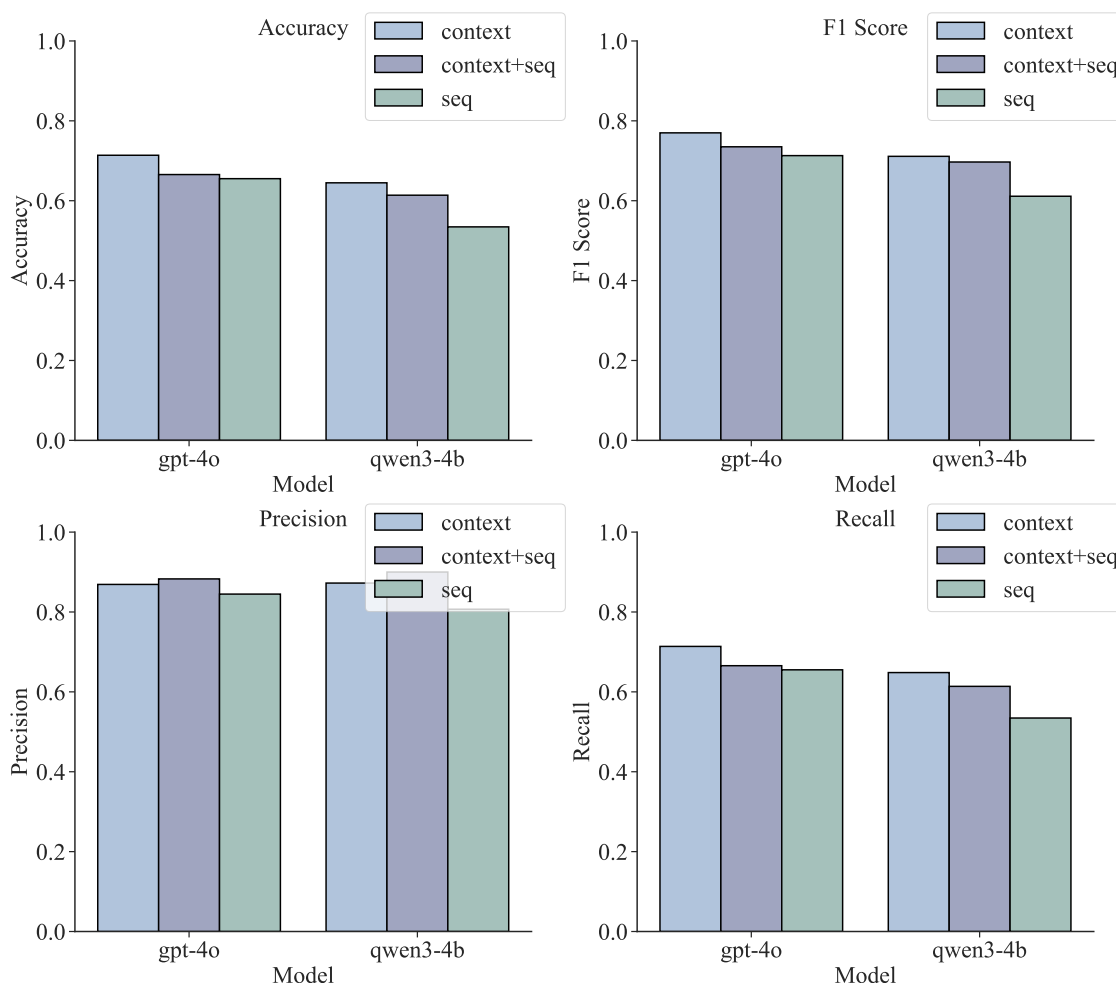 Accuracy
context
context+seq
seq
1.0
0.8
0.6
0.4
0.2
0.0
Accuracy
gpt-4o
qwen3-4b
Model
F1 Score
context
context+seq
seq
1.0
0.8
0.6
0.4
0.2
0.0
F1 Score
gpt-4o
qwen3-4b
Model
Precision
context
context+seq
seq
1.0
0.8
0.6
0.4
0.2
0.0
Precision
gpt-4o
qwen3-4b
Model
Recall
context
context+seq
seq
1.0
0.8
0.6
0.4
0.2
0.0
Recall
gpt-4o
qwen3-4b
Model